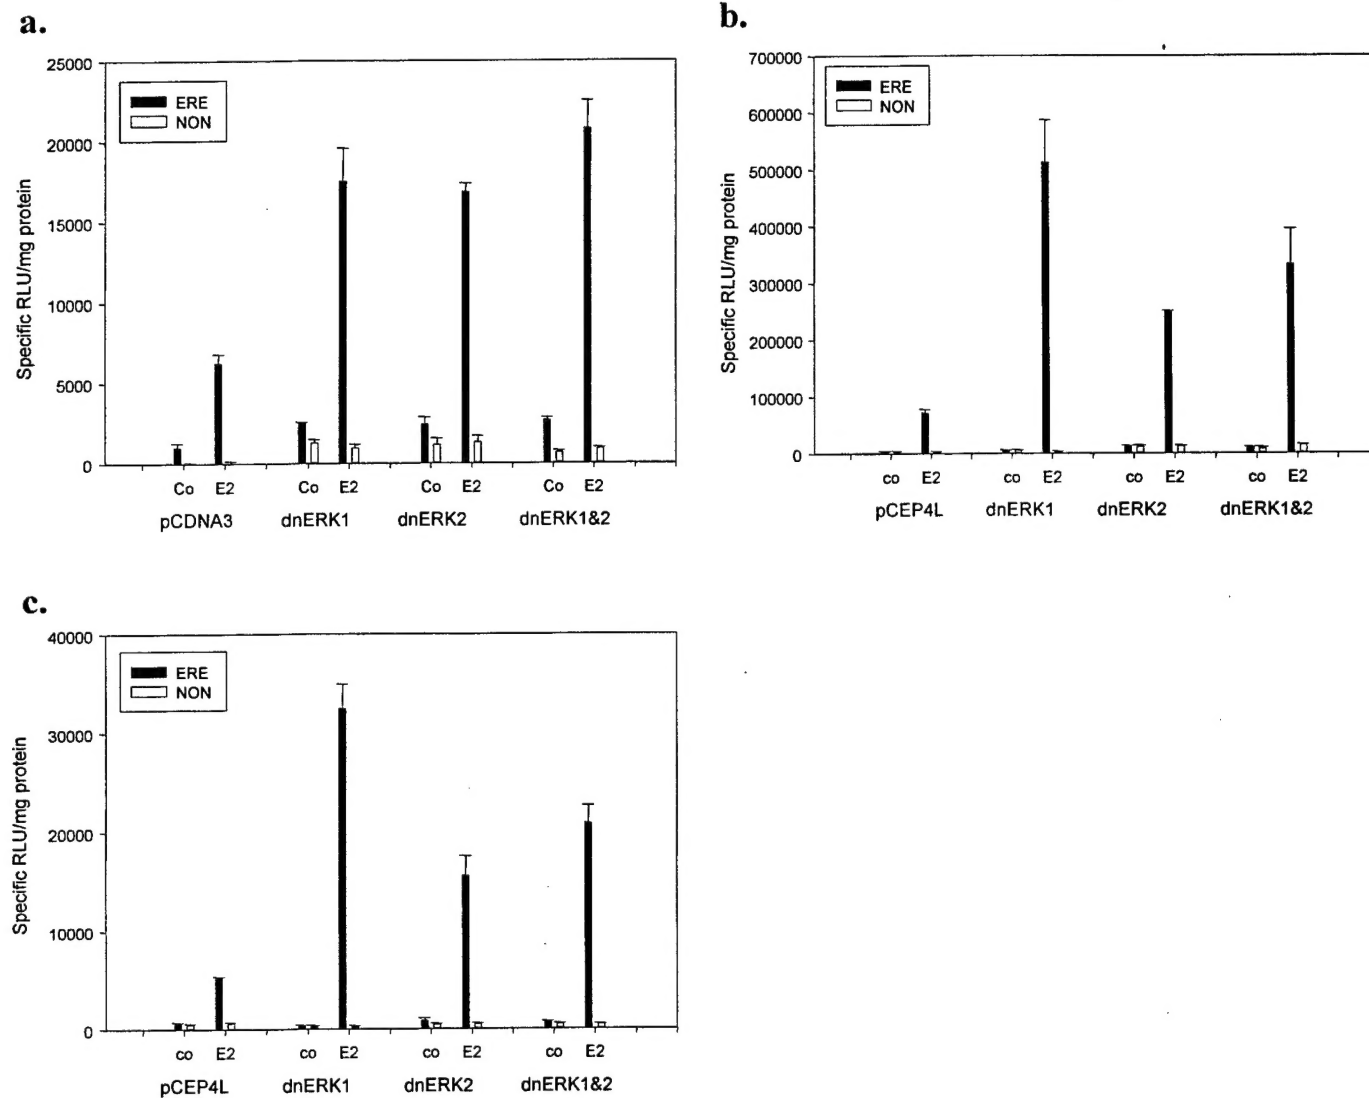 a.
25000
20000
15000
10000
5000
0
Specific RLU/mg protein
ERE
NON
Co E2 Co E2 Co E2 Co E2
pCDNA3 dnERK1 dnERK2 dnERK1&2
b.
700000
600000
500000
400000
300000
200000
100000
0
Specific RLU/mg protein
ERE
NON
co E2 co E2 co E2 co E2
pCEP4L dnERK1 dnERK2 dnERK1&2
c.
40000
30000
20000
10000
0
Specific RLU/mg protein
ERE
NON
co E2 co E2 co E2 co E2
pCEP4L dnERK1 dnERK2 dnERK1&2